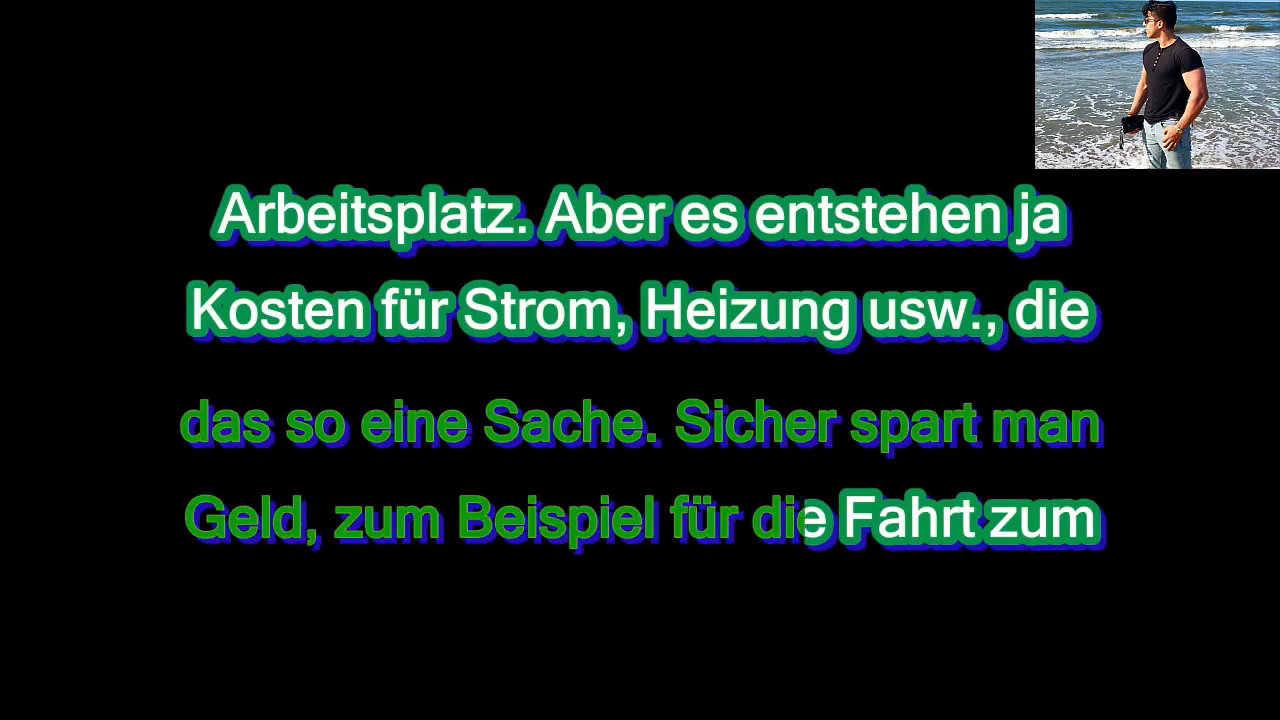 Arbeitsplatz. Aber es entstehen ja
Kosten für Strom, Heizung usw., die
das so eine Sache. Sicher spart man
Geld, zum Beispiel für die Fahrt zum